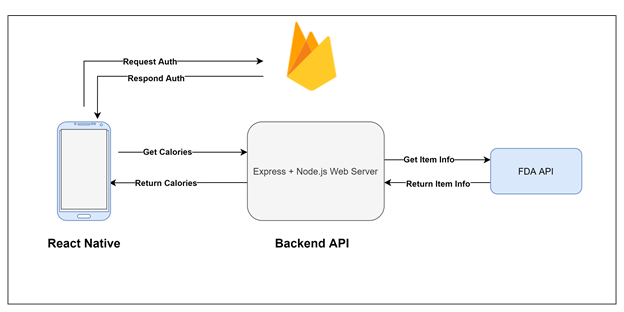 Request Auth
Respond Auth
Get Calories
Express + Node.js Web Server
Get Item Info
FDA API
Return Calories
Return Item Info
React Native
Backend API